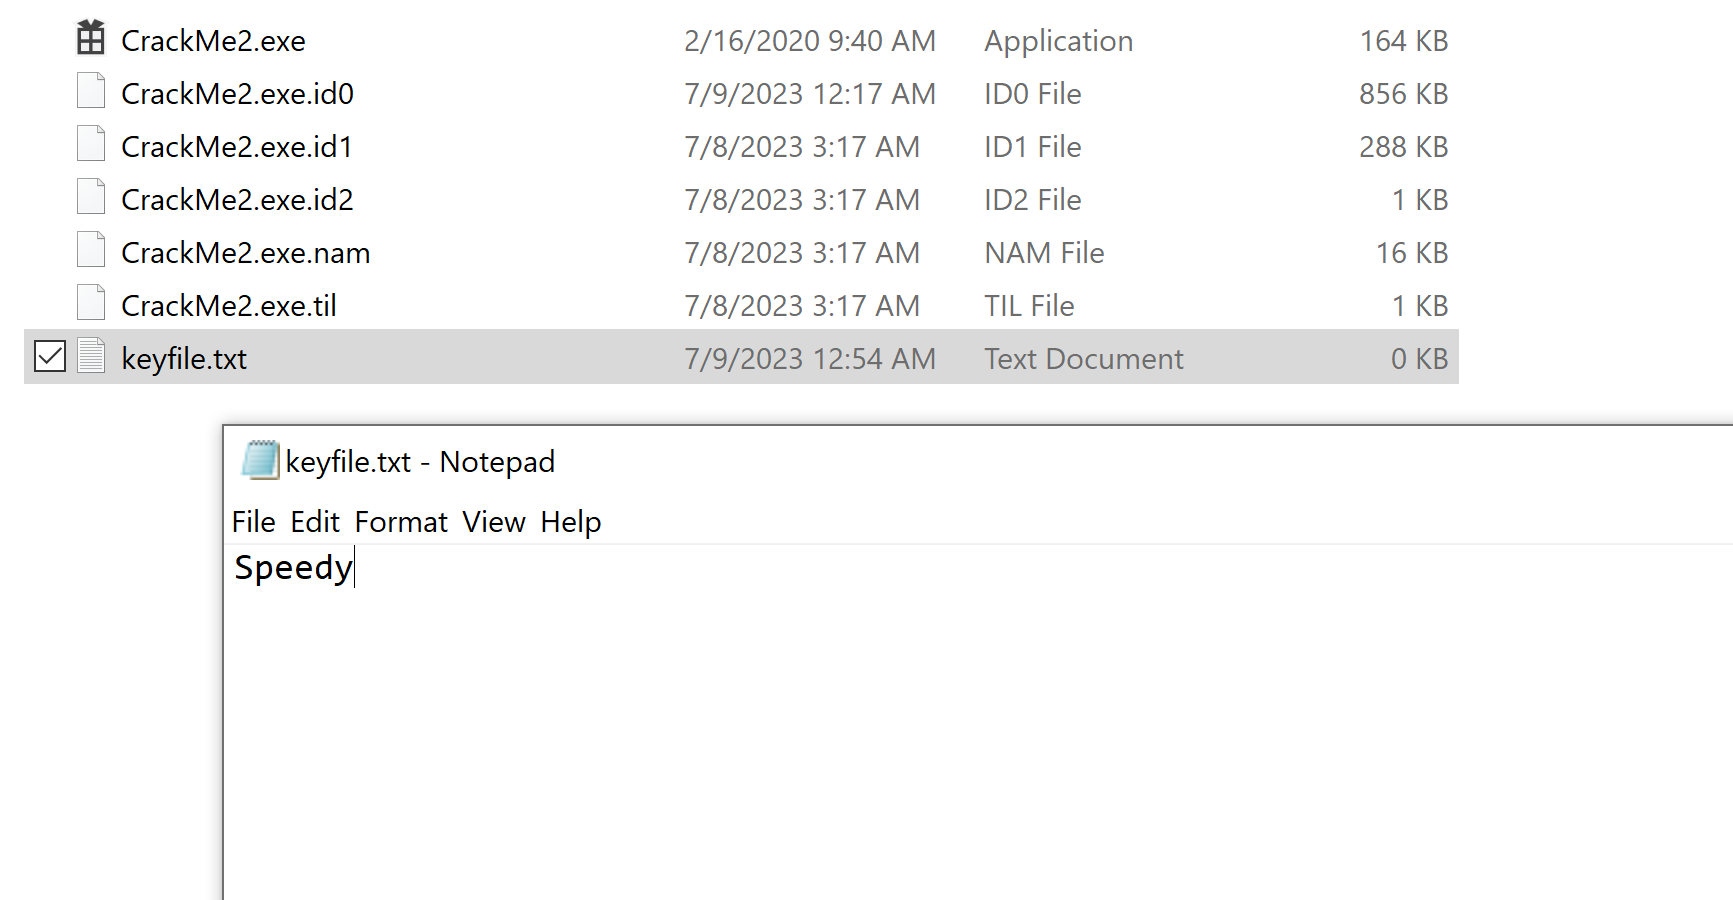 CrackMe2.exe 2/16/2020 9:40 AM Application 164 KB
CrackMe2.exe.id0 7/9/2023 12:17 AM ID0 File 856 KB
CrackMe2.exe.id1 7/8/2023 3:17 AM ID1 File 288 KB
CrackMe2.exe.id2 7/8/2023 3:17 AM ID2 File 1 KB
CrackMe2.exe.nam 7/8/2023 3:17 AM NAM File 16 KB
CrackMe2.exe.til 7/8/2023 3:17 AM TIL File 1 KB
keyfile.txt 7/9/2023 12:54 AM Text Document 0 KB
keyfile.txt - Notepad
File Edit Format View Help
Speedy